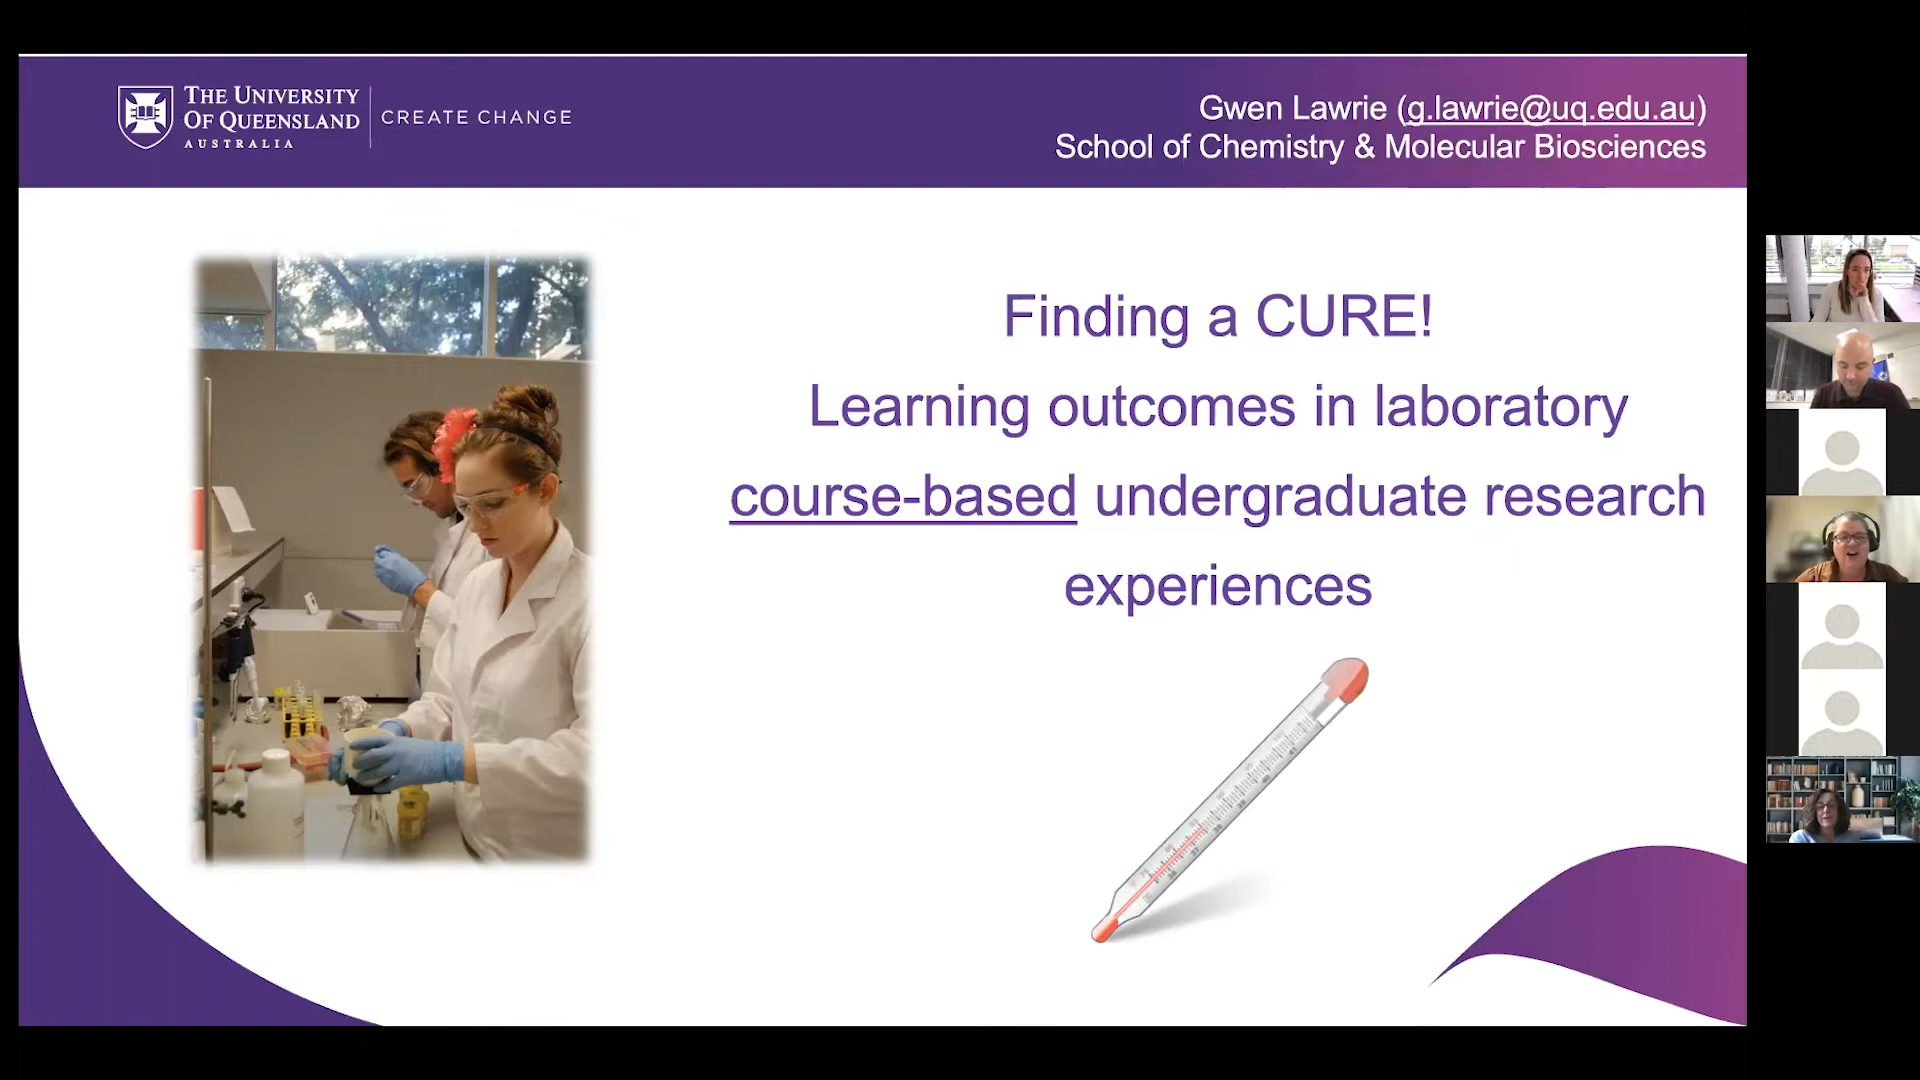 THE UNIVERSITY
OF QUEENSLAND
AUSTRALIA
CREATE CHANGE
Gwen Lawrie (g.lawrie@uq.edu.au)
School of Chemistry & Molecular Biosciences
Finding a CURE!
Learning outcomes in laboratory
course-based undergraduate research
experiences